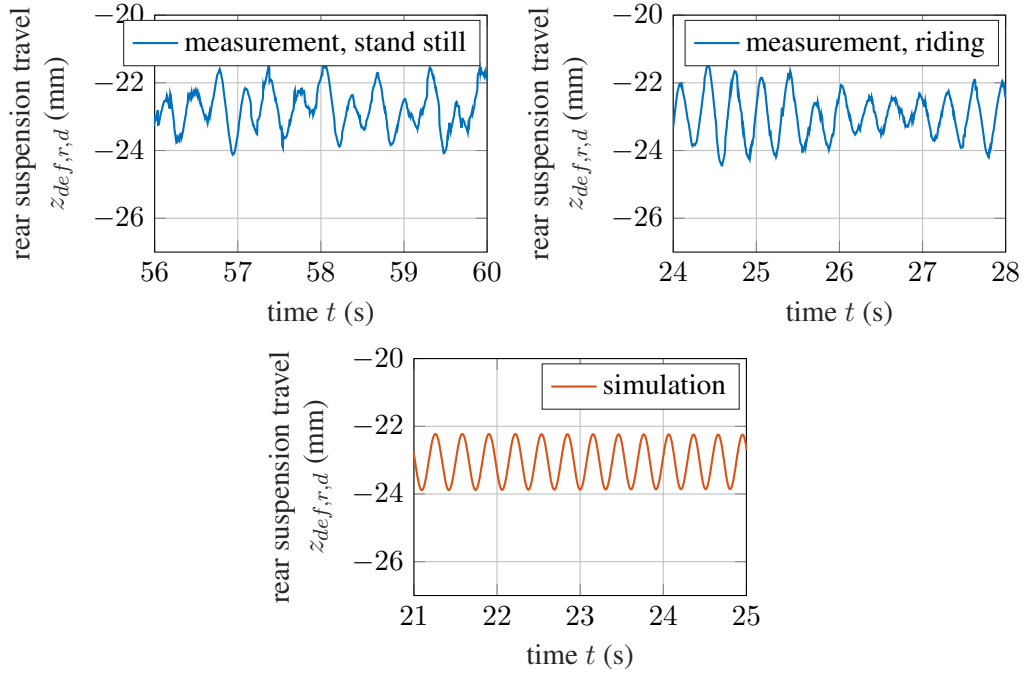 measurement, stand still
−20
−22
−24
−26
56 57 58 59 60
time t (s)
rear suspension travel
z_{def,r,d} (mm)
measurement, riding
−20
−22
−24
−26
24 25 26 27 28
time t (s)
rear suspension travel
z_{def,r,d} (mm)
simulation
−20
−22
−24
−26
21 22 23 24 25
time t (s)
rear suspension travel
z_{def,r,d} (mm)